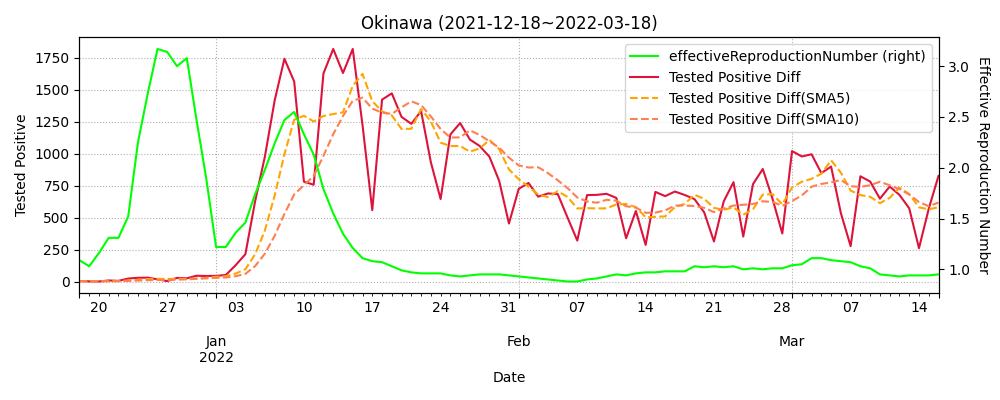 Okinawa (2021-12-18~2022-03-18)
effectiveReproductionNumber (right)
Tested Positive Diff
Tested Positive Diff(SMA5)
Tested Positive Diff(SMA10)
Tested Positive
1750
1500
1250
1000
750
500
250
0
3.0
2.5
2.0
1.5
1.0
Effective Reproduction Number
20 27 03 10 17 24 31 07 14 21 28 07 14
Jan Feb Mar
2022
Date